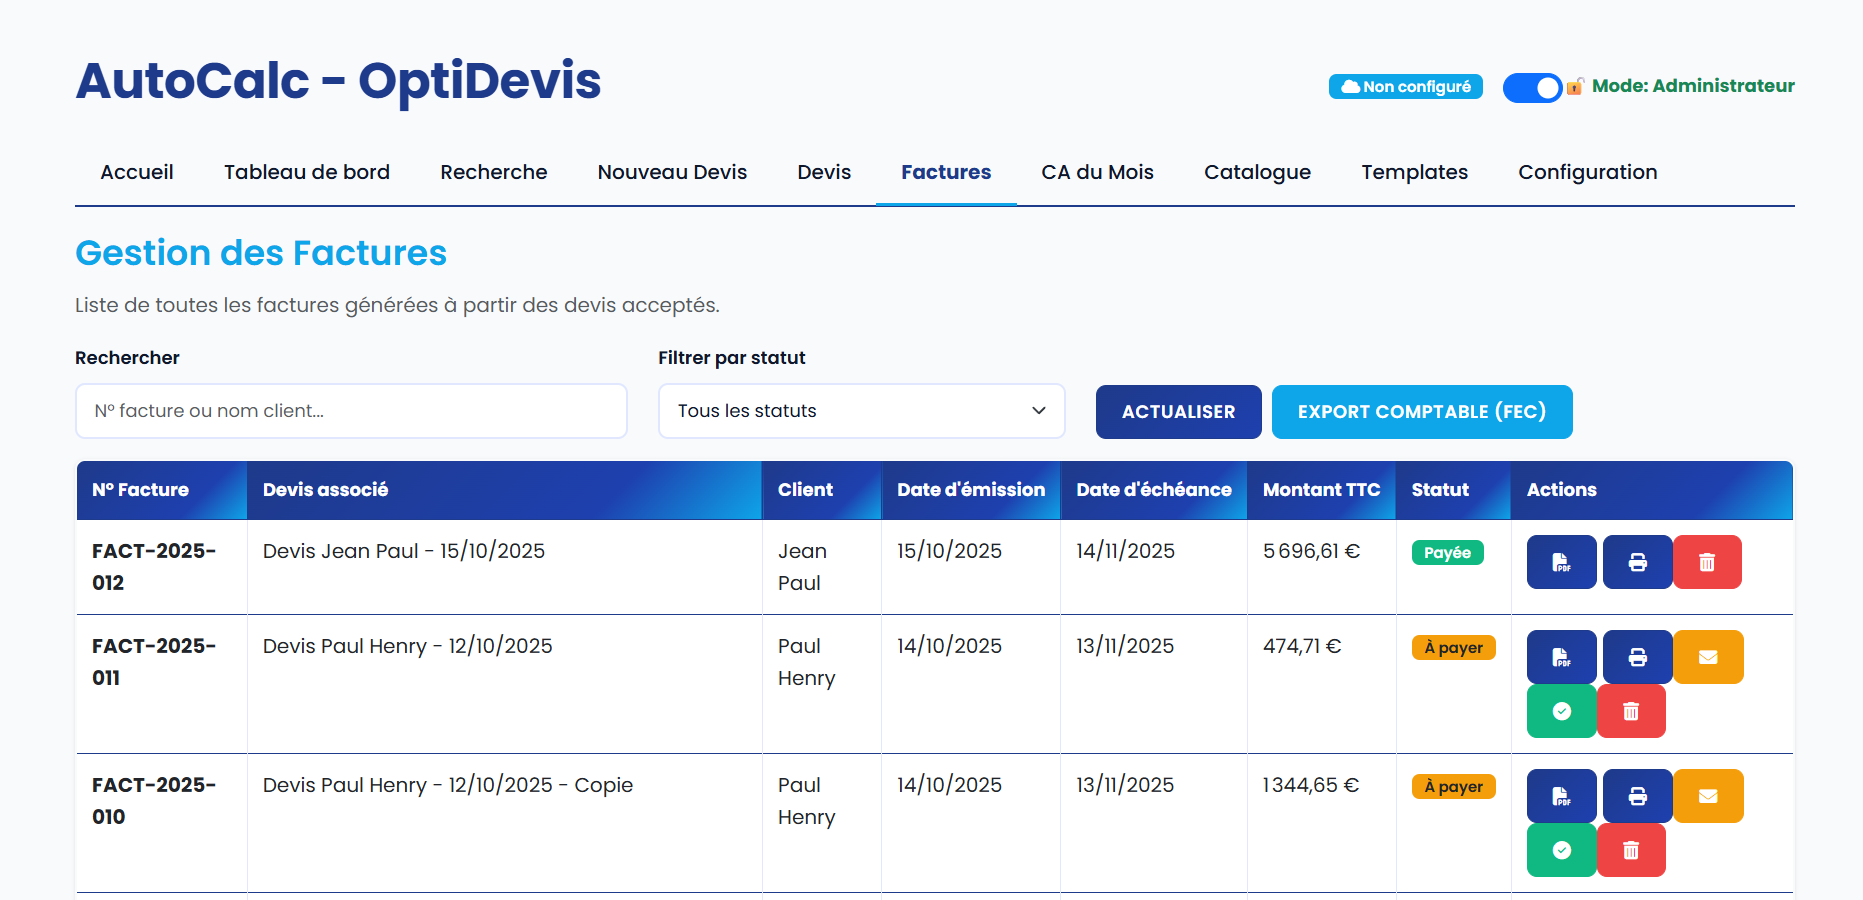 AutoCalc - OptiDevis
Non configuré
Mode: Administrateur
Accueil Tableau de bord Recherche Nouveau Devis Devis Factures CA du Mois Catalogue Templates Configuration
Gestion des Factures
Liste de toutes les factures générées à partir des devis acceptés.
Rechercher Filtrer par statut
N° facture ou nom client... Tous les statuts ACTUALISER EXPORT COMPTABLE (FEC)
N° Facture Devis associé Client Date d'émission Date d'échéance Montant TTC Statut Actions
FACT-2025- Devis Jean Paul - 15/10/2025 Jean 15/10/2025 14/11/2025 5 696,61 € Payée
012 Paul
PDF
FACT-2025- Devis Paul Henry - 12/10/2025 Paul 14/10/2025 13/11/2025 474,71 € À payer
011 Henry
PDF
FACT-2025- Devis Paul Henry - 12/10/2025 - Copie Paul 14/10/2025 13/11/2025 1 344,65 € À payer
010 Henry
PDF